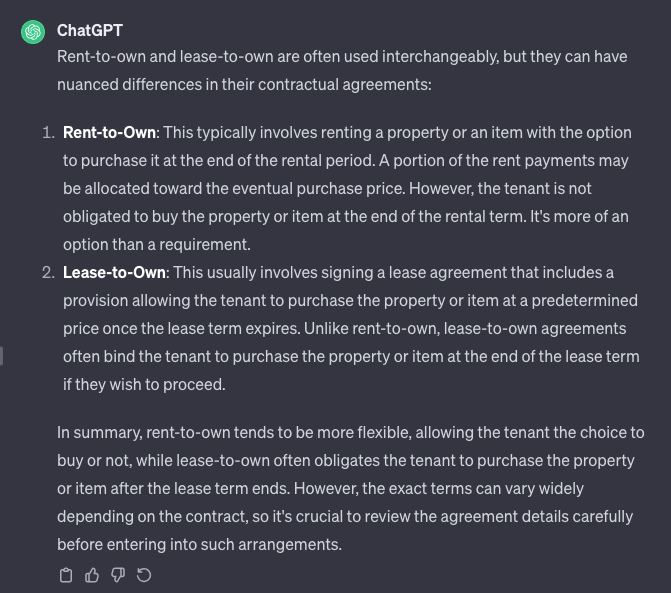 ChatGPT
Rent-to-own and lease-to-own are often used interchangeably, but they can have
nuanced differences in their contractual agreements:
1. Rent-to-Own: This typically involves renting a property or an item with the option
to purchase it at the end of the rental period. A portion of the rent payments may
be allocated toward the eventual purchase price. However, the tenant is not
obligated to buy the property or item at the end of the rental term. It's more of an
option than a requirement.
2. Lease-to-Own: This usually involves signing a lease agreement that includes a
provision allowing the tenant to purchase the property or item at a predetermined
price once the lease term expires. Unlike rent-to-own, lease-to-own agreements
often bind the tenant to purchase the property or item at the end of the lease term
if they wish to proceed.
In summary, rent-to-own tends to be more flexible, allowing the tenant the choice to
buy or not, while lease-to-own often obligates the tenant to purchase the property
or item after the lease term ends. However, the exact terms can vary widely
depending on the contract, so it's crucial to review the agreement details carefully
before entering into such arrangements.